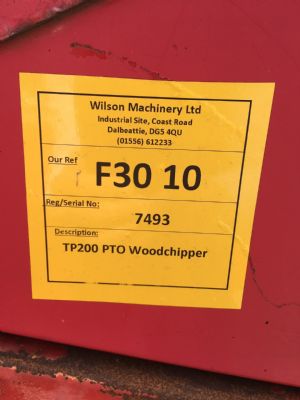 Wilson Machinery Ltd
Industrial Site, Coast Road
Dalbeattie, DG5 4QU
(01556) 612233
Our Ref
F30 10
Reg/Serial No:
7493
Description:
TP200 PTO Woodchipper